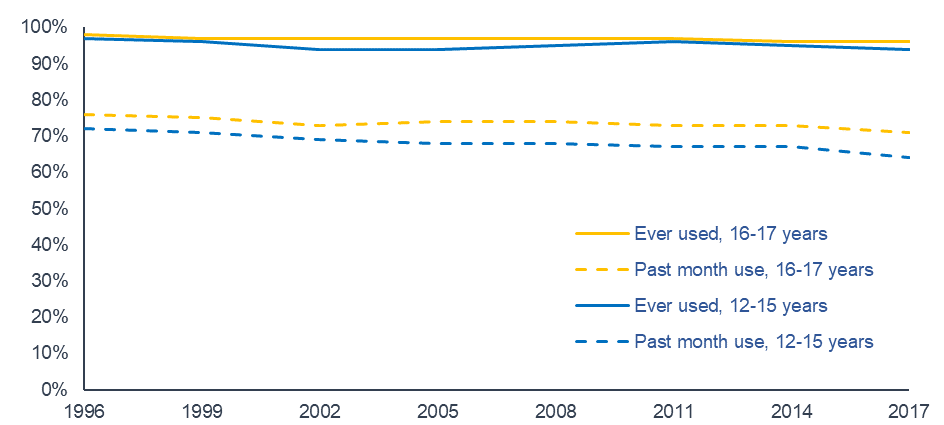 100%
90%
80%
70%
60%
50%
40%
30%
20%
10%
0%
1996 1999 2002 2005 2008 2011 2014 2017
Ever used, 16-17 years
Past month use, 16-17 years
Ever used, 12-15 years
Past month use, 12-15 years